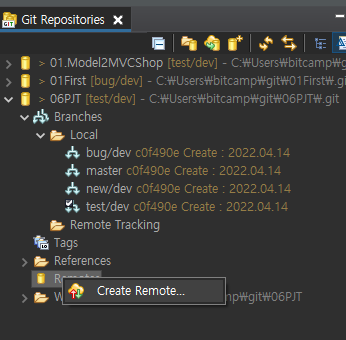 Git Repositories
> 01.Model2MVCShop [test/dev] - C:₩Users₩bitcamp₩g
> 01First [bug/dev] - C:₩Users₩bitcamp₩git₩01First₩.g
> 06PJT [test/dev] - C:₩Users₩bitcamp₩git₩06PJT₩.git
Branches
Local
bug/dev c0f490e Create : 2022.04.14
master c0f490e Create : 2022.04.14
new/dev c0f490e Create : 2022.04.14
test/dev c0f490e Create : 2022.04.14
Remote Tracking
Tags
References
Remotes
Create Remote...
W mp₩git₩06PJT